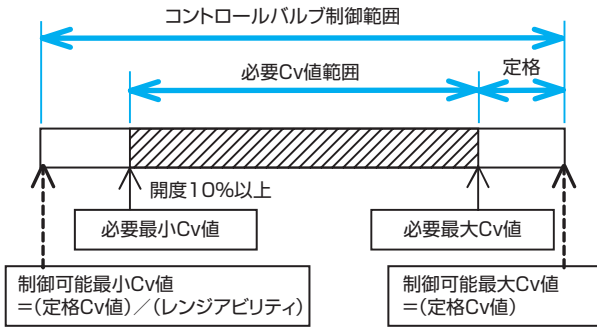 コントロールバルブ制御範囲
必要Cv値範囲
定格
開度10%以上
必要最小Cv値
必要最大Cv値
制御可能最小Cv値
=(定格Cv値)/(レンジアビリティ)
制御可能最大Cv値
=(定格Cv値)